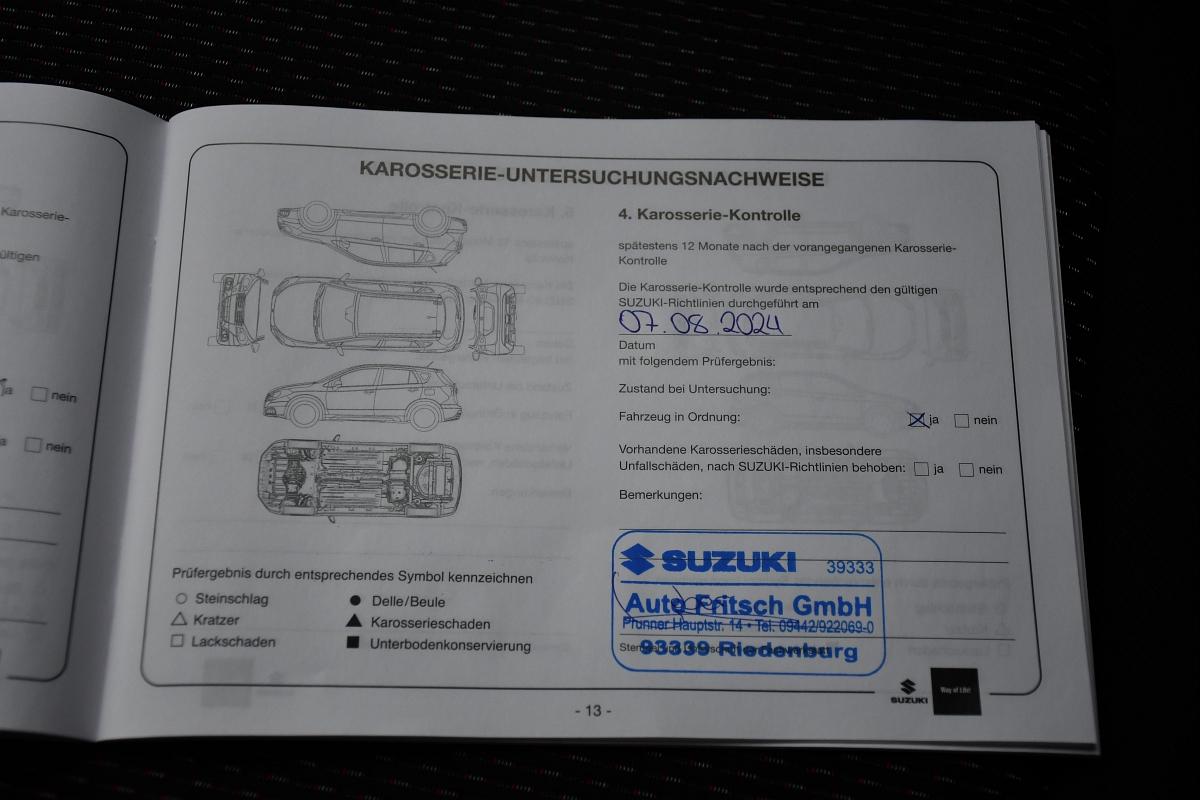 Karosserie-
ültigen
ja nein
a nein
KAROSSERIE-UNTERSUCHUNGSNACHWEISE
Prüfergebnis durch entsprechendes Symbol kennzeichnen
Steinschlag
Kratzer
Lackschaden
Delle/Beule
Karosserieschaden
Unterbodenkonservierung
4. Karosserie-Kontrolle
spätestens 12 Monate nach der vorangegangenen Karosserie-
Kontrolle
Die Karosserie-Kontrolle wurde entsprechend den gültigen
SUZUKI-Richtlinien durchgeführt am
07.08.2024
Datum
mit folgendem Prüfergebnis:
Zustand bei Untersuchung:
Fahrzeug in Ordnung: ja nein
Vorhandene Karosserieschäden, insbesondere
Unfallschäden, nach SUZUKI-Richtlinien behoben: ja nein
Bemerkungen:
SUZUKI 39333
Auto Fritsch GmbH
Prunner Hauptstr. 14 • Tel. 09442/922069-0
93339 Riedenburg
SUZUKI
Way of Life!
- 13 -